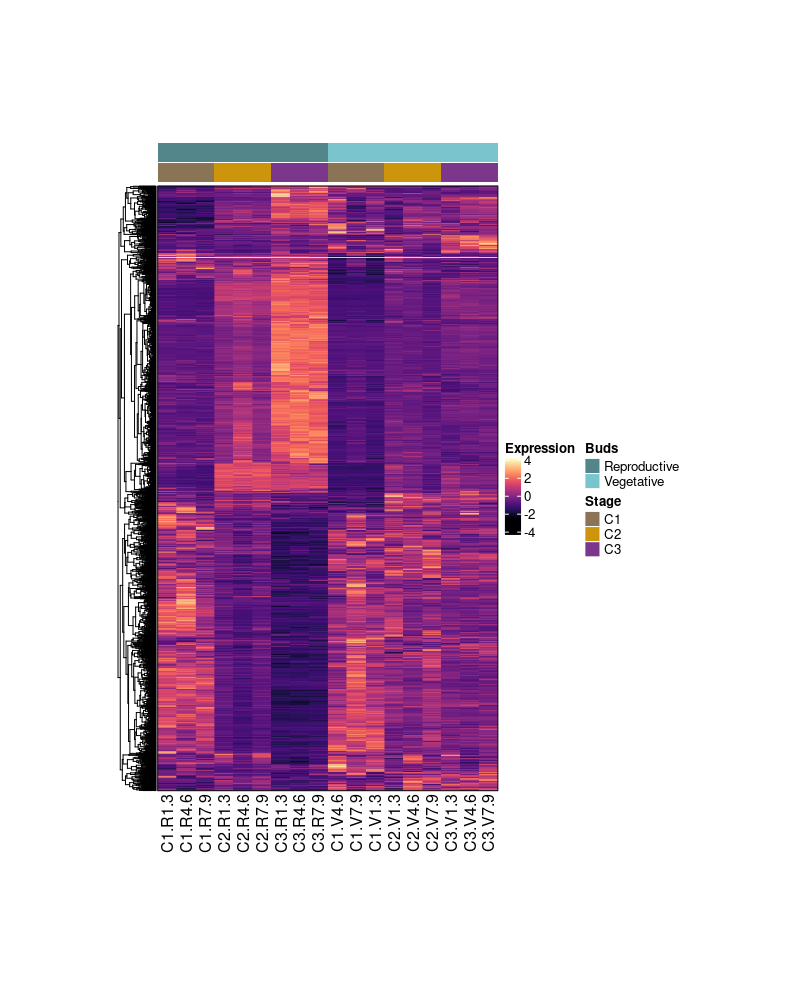 Expression
4
2
0
-2
-4
Buds
Reproductive
Vegetative
Stage
C1
C2
C3
C1.R1.3
C1.R4.6
C1.R7.9
C2.R1.3
C2.R4.6
C2.R7.9
C3.R1.3
C3.R4.6
C3.R7.9
C1.V4.6
C1.V7.9
C1.V1.3
C2.V1.3
C2.V4.6
C2.V7.9
C3.V1.3
C3.V4.6
C3.V7.9